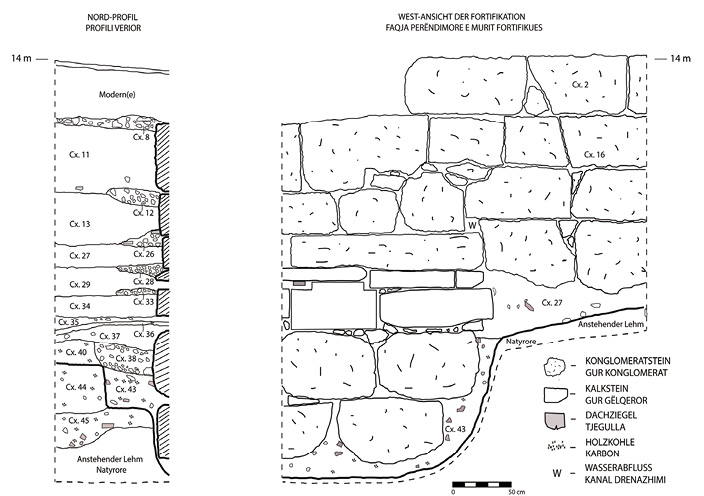 NORD-PROFIL
PROFILI VERIOR
WEST-ANSICHT DER FORTIFIKATION
FAQJA PERËNDIMORE E MURIT FORTIFIKUES
14 m
14 m
Modern(e)
Cx. 8
Cx. 11
Cx. 12
Cx. 13
Cx. 26
Cx. 27
Cx. 28
Cx. 29
Cx. 33
Cx. 34
Cx. 35
Cx. 36
Cx. 37
Cx. 40
Cx. 38
Cx. 44
Cx. 43
Cx. 45
Anstehender Lehm
Natyrore
Cx. 2
Cx. 16
W
Cx. 27
Anstehender Lehm
Natyrore
Cx. 43
KONGLOMERATSTEIN
GUR KONGLOMERAT
KALKSTEIN
GUR GËLQEROR
DACHZIEGEL
TJEGULLA
HOLZKOHLE
KARBON
W – WASSERABFLUSS
KANAL DRENAZHIMI
0 50 cm